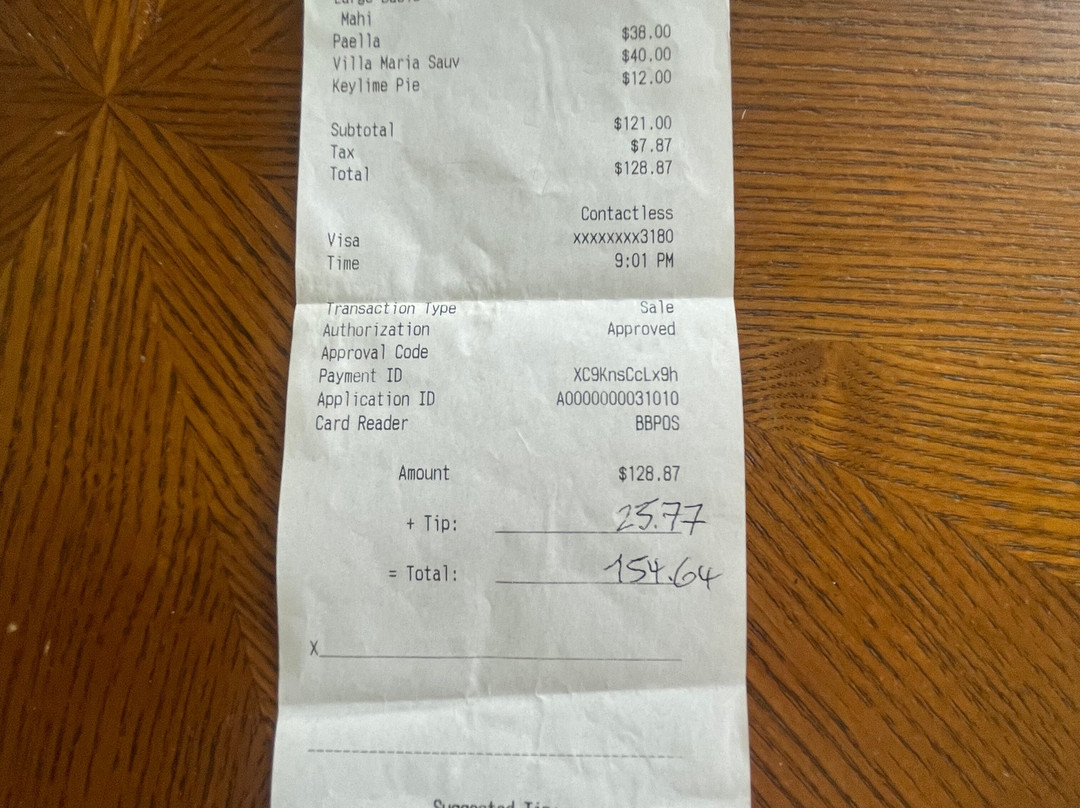 Mahi
Paella $38.00
Villa Maria Sauv $40.00
Keylime Pie $12.00
Subtotal $121.00
Tax $7.87
Total $128.87
Contactless
Visa xxxxxxxx3180
Time 9:01 PM
Transaction Type Sale
Authorization Approved
Approval Code
Payment ID XC9KnsCcLx9h
Application ID A0000000031010
Card Reader BBPOS
Amount $128.87
+ Tip: 25.77
= Total: 154.64
X